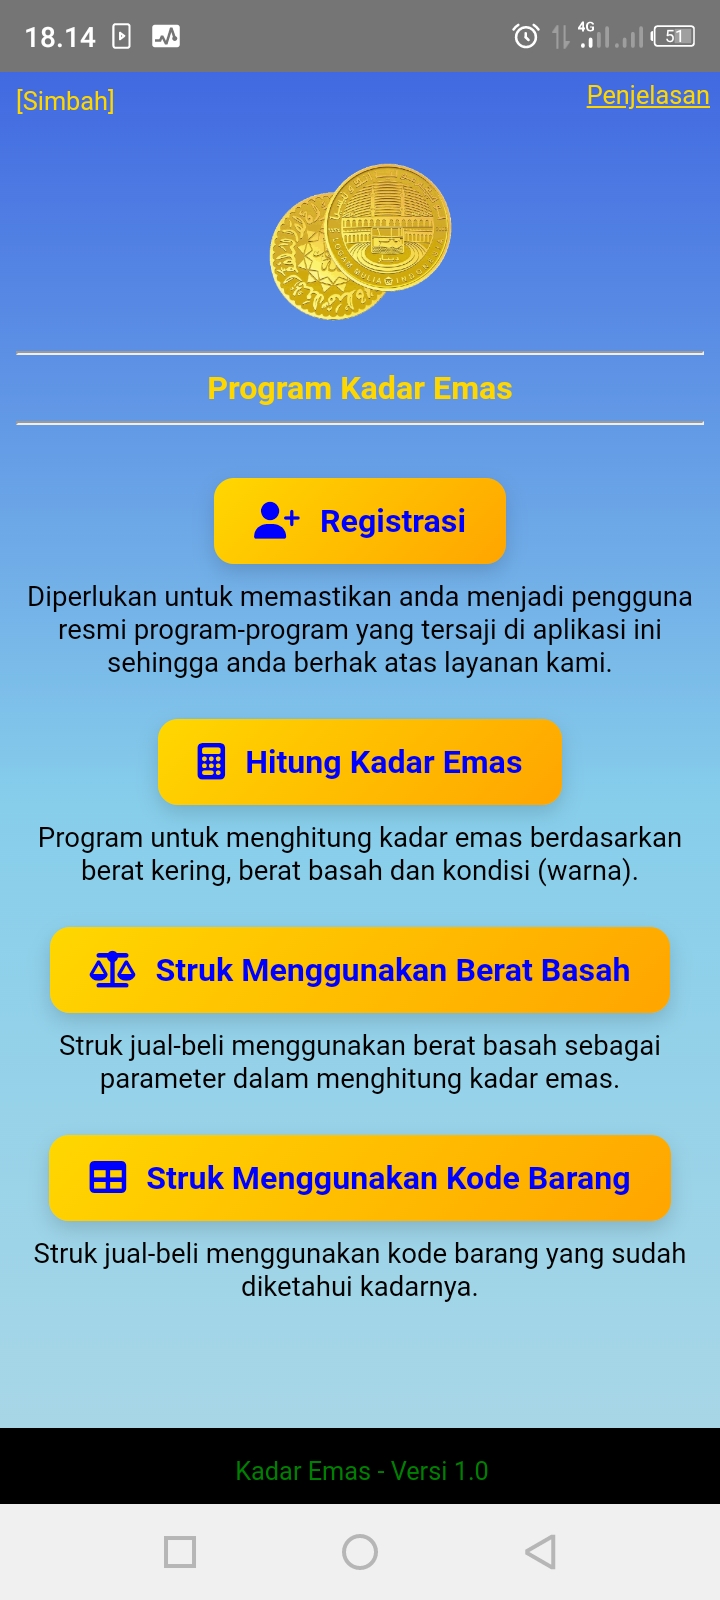 18.14
4G
51
[Simbah]
Penjelasan
LOGAM MULIA INDONESIA
Program Kadar Emas
Registrasi
Diperlukan untuk memastikan anda menjadi pengguna
resmi program-program yang tersaji di aplikasi ini
sehingga anda berhak atas layanan kami.
Hitung Kadar Emas
Program untuk menghitung kadar emas berdasarkan
berat kering, berat basah dan kondisi (warna).
Struk Menggunakan Berat Basah
Struk jual-beli menggunakan berat basah sebagai
parameter dalam menghitung kadar emas.
Struk Menggunakan Kode Barang
Struk jual-beli menggunakan kode barang yang sudah
diketahui kadarnya.
Kadar Emas - Versi 1.0